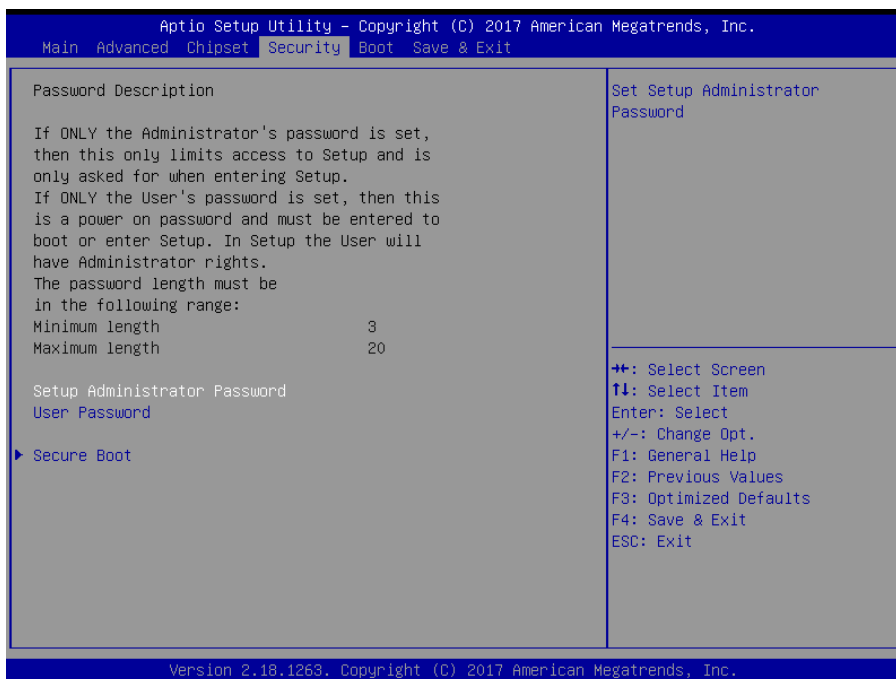 Aptio Setup Utility – Copyright (C) 2017 American Megatrends, Inc.
Main Advanced Chipset Security Boot Save & Exit
Password Description
If ONLY the Administrator's password is set,
then this only limits access to Setup and is
only asked for when entering Setup.
If ONLY the User's password is set, then this
is a power on password and must be entered to
boot or enter Setup. In Setup the User will
have Administrator rights.
The password length must be
in the following range:
Minimum length 3
Maximum length 20
Setup Administrator Password
User Password
Secure Boot
Set Setup Administrator
Password
→←: Select Screen
↑↓: Select Item
Enter: Select
+/-: Change Opt.
F1: General Help
F2: Previous Values
F3: Optimized Defaults
F4: Save & Exit
ESC: Exit
Version 2.18.1263. Copyright (C) 2017 American Megatrends, Inc.